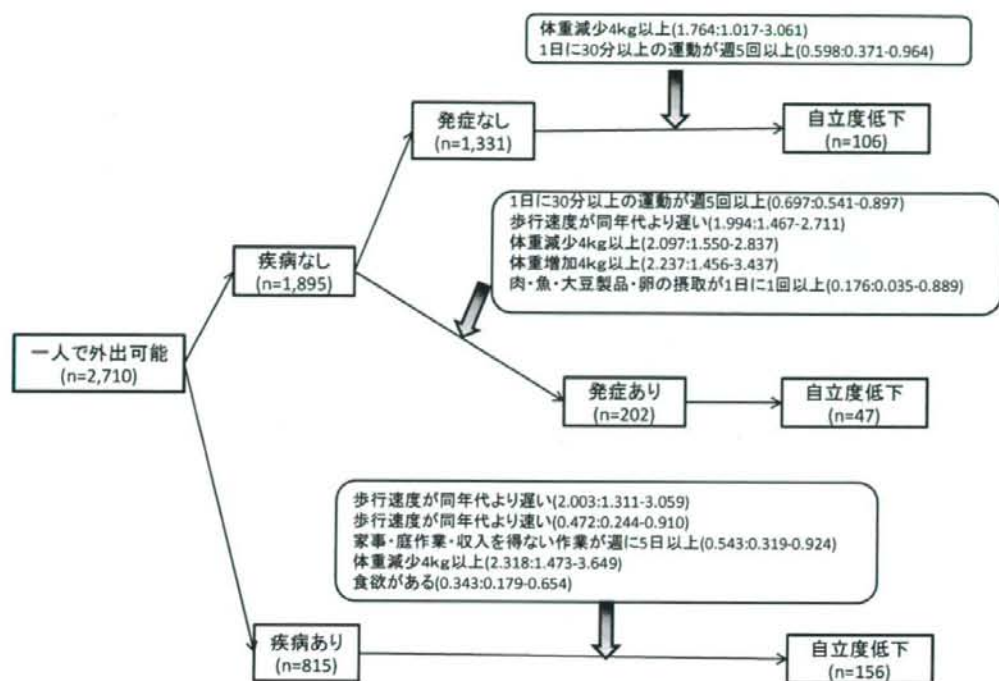 体重減少4kg以上(1.764:1.017-3.061)
1日に30分以上の運動が週5回以上(0.598:0.371-0.964)
発症なし
(n=1,331)
自立度低下
(n=106)
1日に30分以上の運動が週5回以上(0.697:0.541-0.897)
歩行速度が同年代より遅い(1.994:1.467-2.711)
体重減少4kg以上(2.097:1.550-2.837)
体重増加4kg以上(2.237:1.456-3.437)
肉・魚・大豆製品・卵の摂取が1日に1回以上(0.176:0.035-0.889)
疾病なし
(n=1,895)
一人で外出可能
(n=2,710)
発症あり
(n=202)
自立度低下
(n=47)
歩行速度が同年代より遅い(2.003:1.311-3.059)
歩行速度が同年代より速い(0.472:0.244-0.910)
家事・庭作業・収入を得ない作業が週に5日以上(0.543:0.319-0.924)
体重減少4kg以上(2.318:1.473-3.649)
食欲がある(0.343:0.179-0.654)
疾病あり
(n=815)
自立度低下
(n=156)